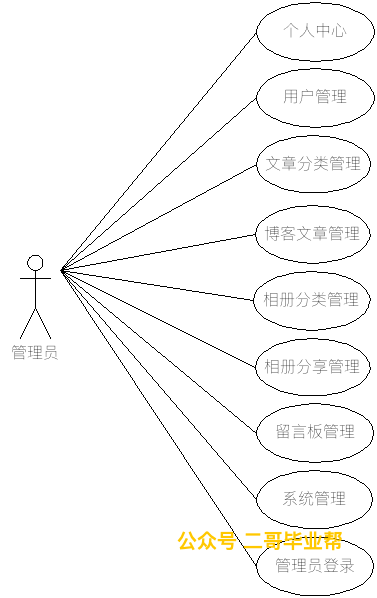 个人中心
用户管理
文章分类管理
博客文章管理
相册分类管理
管理员
相册分享管理
留言板管理
系统管理
公众号 二哥毕业帮
管理员登录